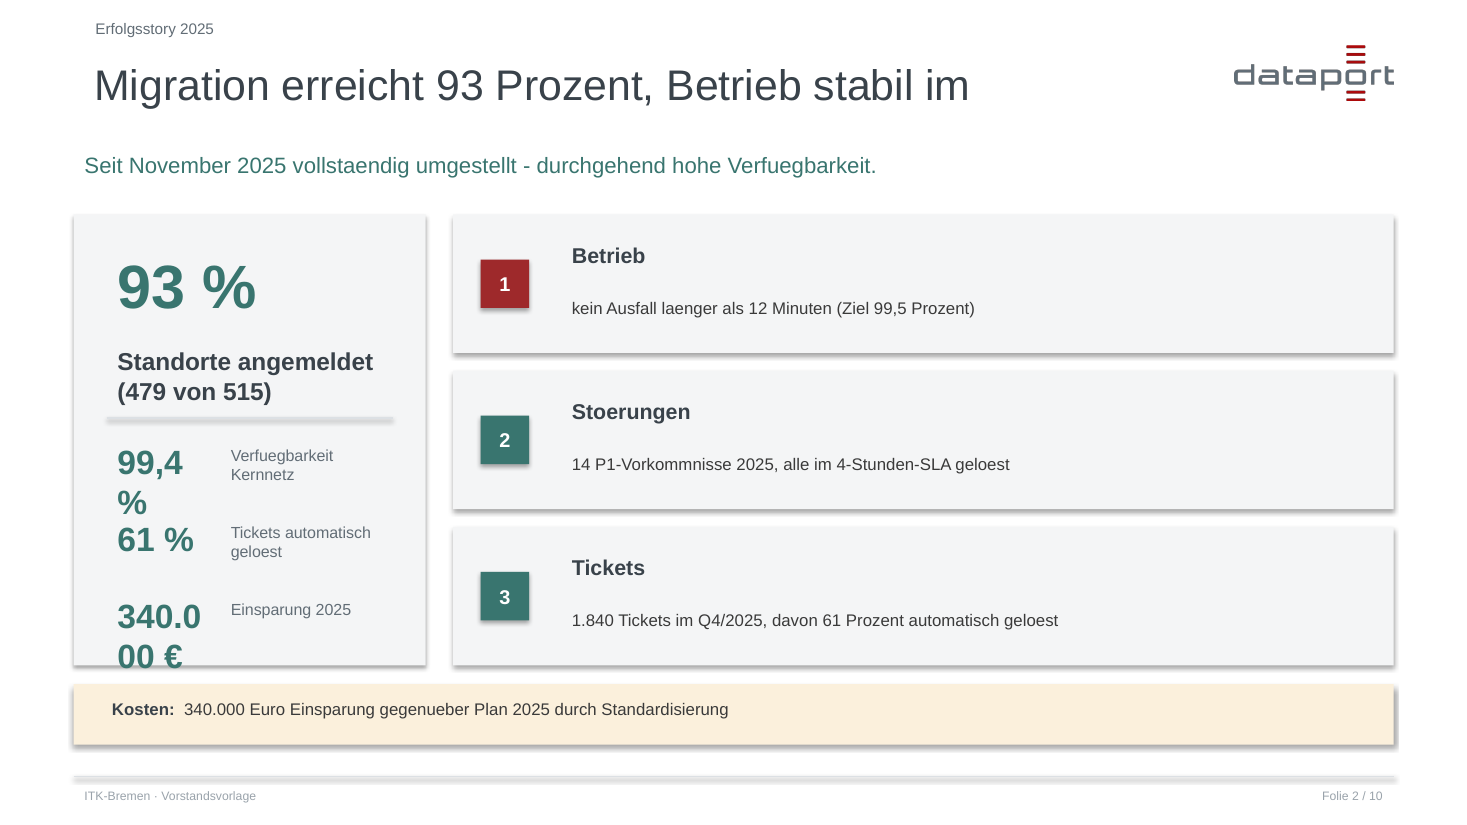 Erfolgsstory 2025
Migration erreicht 93 Prozent, Betrieb stabil im
dataport
Seit November 2025 vollstaendig umgestellt - durchgehend hohe Verfuegbarkeit.
93 %
Standorte angemeldet
(479 von 515)
99,4
%
Verfuegbarkeit
Kernnetz
61 %
Tickets automatisch
geloest
340.0
00 €
Einsparung 2025
1
Betrieb
kein Ausfall laenger als 12 Minuten (Ziel 99,5 Prozent)
2
Stoerungen
14 P1-Vorkommnisse 2025, alle im 4-Stunden-SLA geloest
3
Tickets
1.840 Tickets im Q4/2025, davon 61 Prozent automatisch geloest
Kosten: 340.000 Euro Einsparung gegenueber Plan 2025 durch Standardisierung
ITK-Bremen · Vorstandsvorlage
Folie 2 / 10